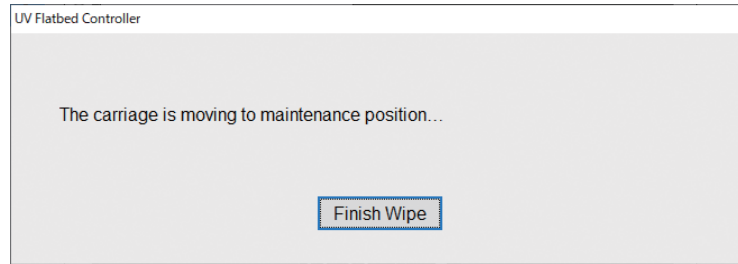 UV Flatbed Controller
The carriage is moving to maintenance position...
Finish Wipe